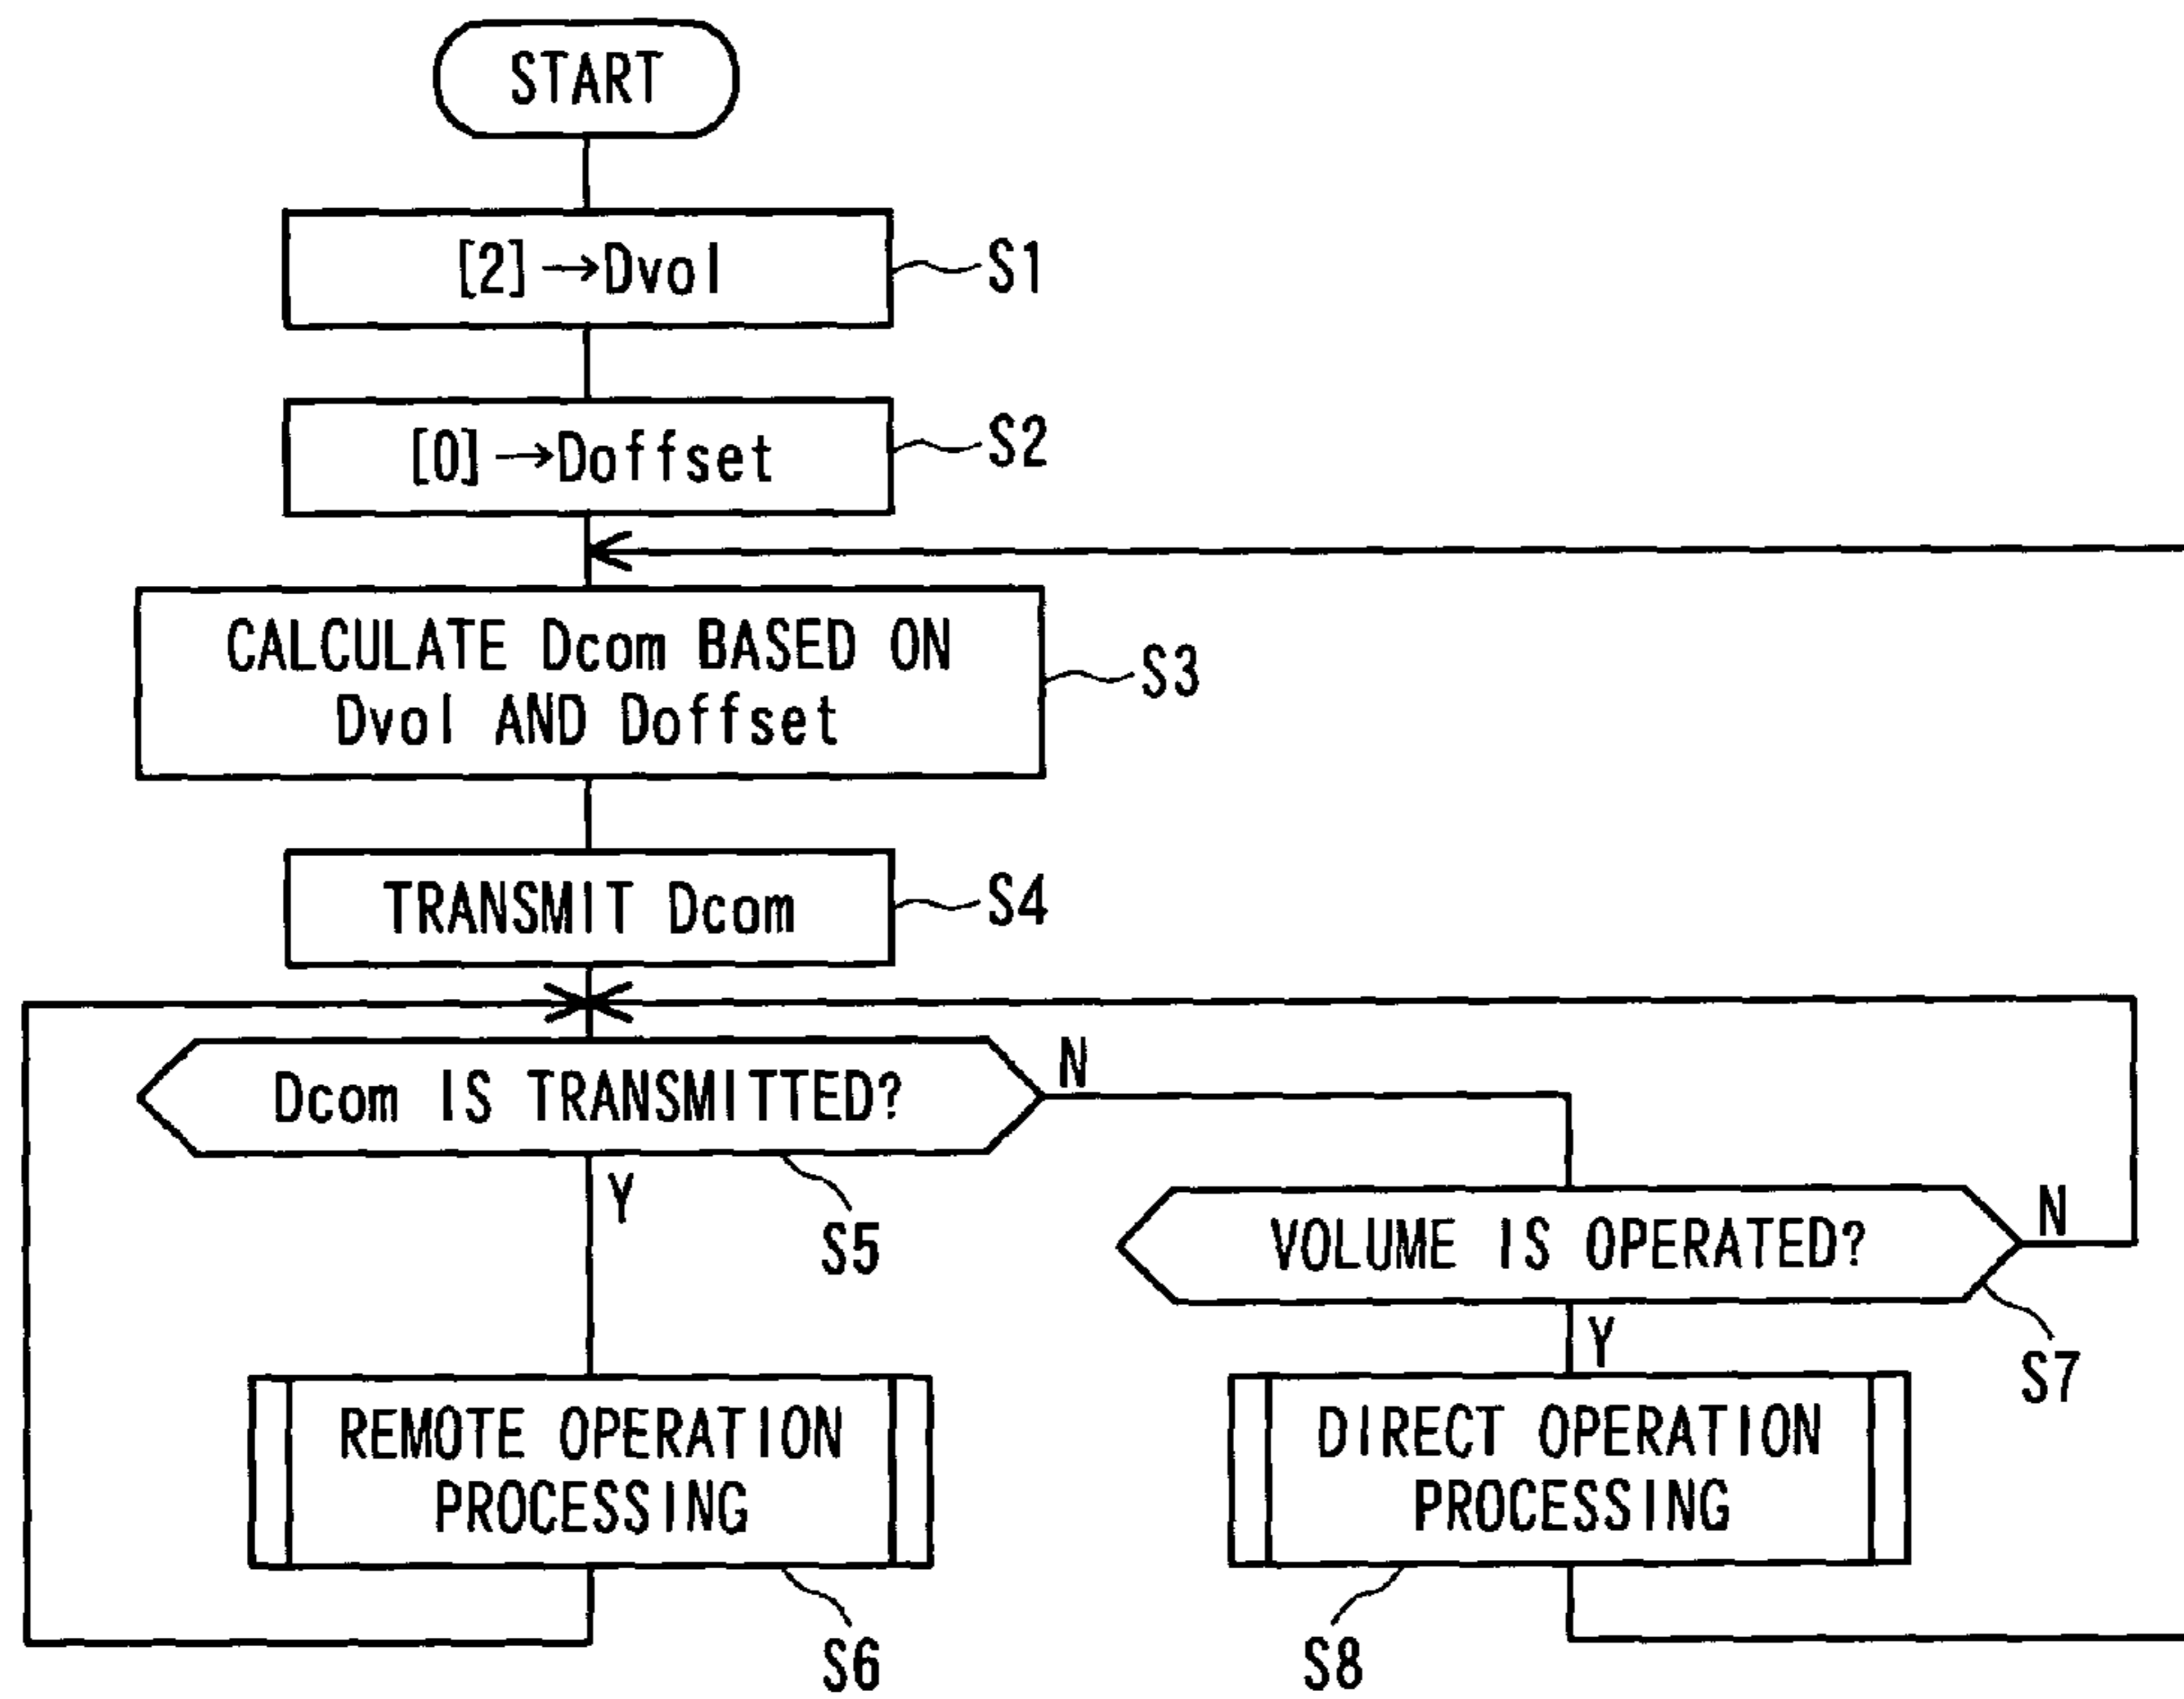 START
[2]→Dvol
S1
[0]→Doffset
S2
CALCULATE Dcom BASED ON
Dvol AND Doffset
S3
TRANSMIT Dcom
S4
Dcom IS TRANSMITTED?
N
Y
S5
VOLUME IS OPERATED?
N
Y
S7
REMOTE OPERATION
PROCESSING
S6
DIRECT OPERATION
PROCESSING
S8